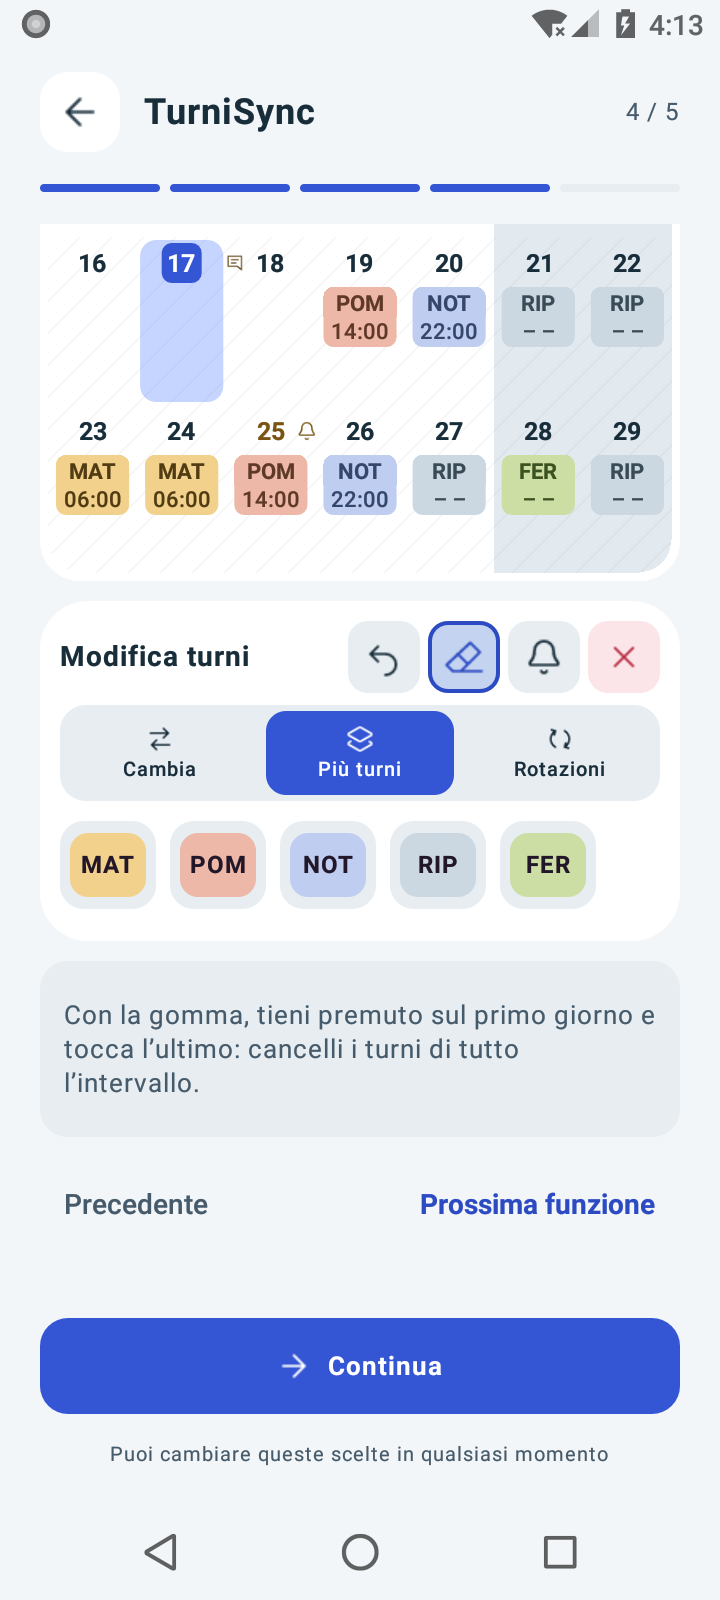 4:13
TurniSync
4 / 5
16 17 18 19 20 21 22
POM NOT RIP RIP
14:00 22:00 – – – –
23 24 25 26 27 28 29
MAT MAT POM NOT RIP FER RIP
06:00 06:00 14:00 22:00 – – – – – –
Modifica turni
Cambia Più turni Rotazioni
MAT POM NOT RIP FER
Con la gomma, tieni premuto sul primo giorno e
tocca l’ultimo: cancelli i turni di tutto
l’intervallo.
Precedente Prossima funzione
Continua
Puoi cambiare queste scelte in qualsiasi momento